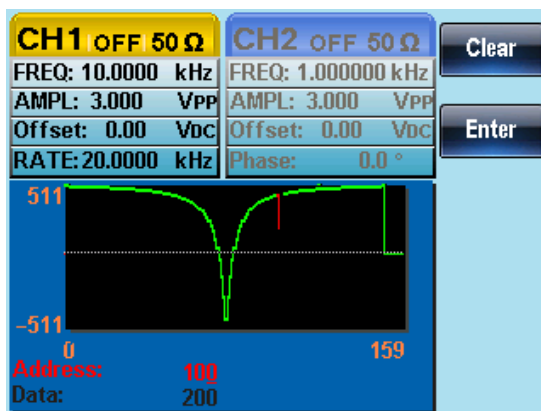 CH1 OFF 50 Ω
FREQ: 10.0000 kHz
AMPL: 3.000 VPP
Offset: 0.00 VDC
RATE:20.0000 kHz
CH2 OFF 50 Ω
FREQ: 1.000000 kHz
AMPL: 3.000 VPP
Offset: 0.00 VDC
Phase: 0.0 °
Clear
Enter
511
-511
0
159
Address: 100
Data: 200